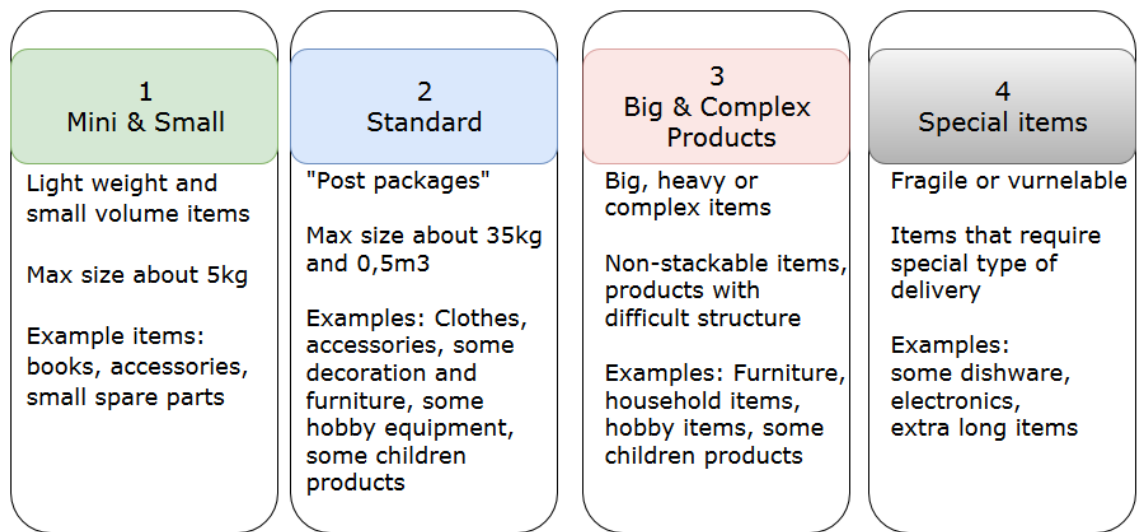 1
Mini & Small
Light weight and
small volume items
Max size about 5kg
Example items:
books, accessories,
small spare parts
2
Standard
"Post packages"
Max size about 35kg
and 0,5m3
Examples: Clothes,
accessories, some
decoration and
furniture, some
hobby equipment,
some children
products
3
Big & Complex
Products
Big, heavy or
complex items
Non-stackable items,
products with
difficult structure
Examples: Furniture,
household items,
hobby items, some
children products
4
Special items
Fragile or vurnelable
Items that require
special type of
delivery
Examples:
some dishware,
electronics,
extra long items